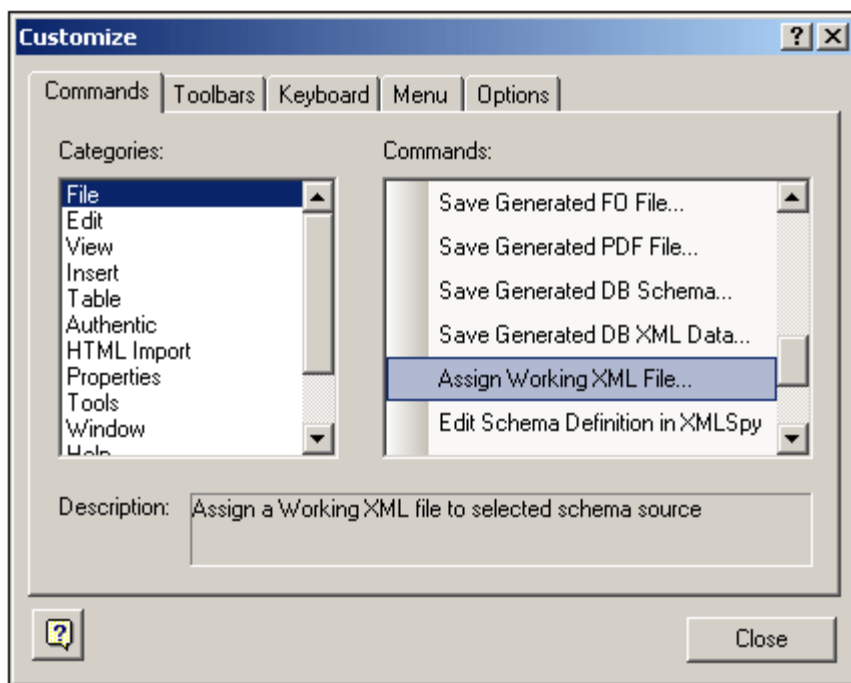 Customize
Commands Toolbars Keyboard Menu Options
Categories:
File
Edit
View
Insert
Table
Authentic
HTML Import
Properties
Tools
Window
Help
Commands:
Save Generated FO File...
Save Generated PDF File...
Save Generated DB Schema...
Save Generated DB XML Data...
Assign Working XML File...
Edit Schema Definition in XMLSpy
Description:
Assign a Working XML file to selected schema source
Close